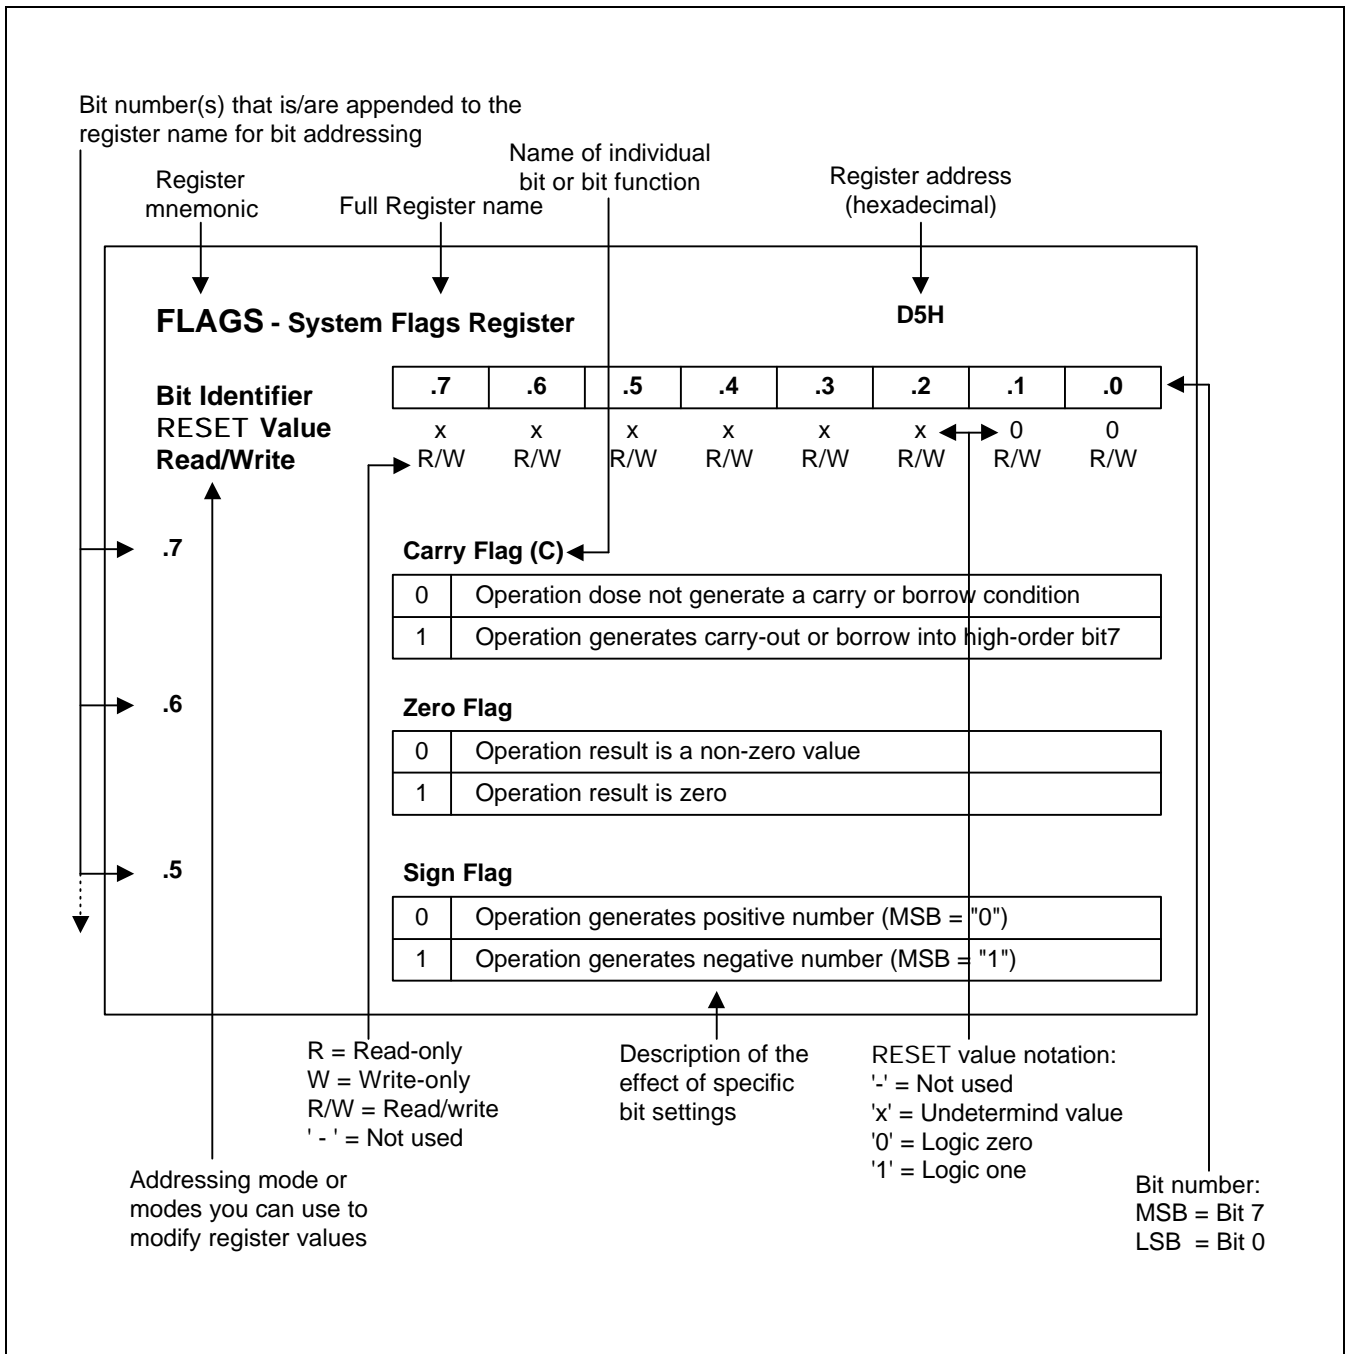 Bit number(s) that is/are appended to the
register name for bit addressing
Name of individual
bit or bit function
Register
mnemonic
Full Register name
Register address
(hexadecimal)
FLAGS - System Flags Register
D5H
Bit Identifier
.7 .6 .5 .4 .3 .2 .1 .0
RESET Value
x x x x x x 0 0
Read/Write
R/W R/W R/W R/W R/W R/W R/W R/W
.7
Carry Flag (C)
0 Operation dose not generate a carry or borrow condition
1 Operation generates carry-out or borrow into high-order bit7
.6
Zero Flag
0 Operation result is a non-zero value
1 Operation result is zero
.5
Sign Flag
0 Operation generates positive number (MSB = "0")
1 Operation generates negative number (MSB = "1")
R = Read-only
W = Write-only
R/W = Read/write
' - ' = Not used
Description of the
effect of specific
bit settings
RESET value notation:
'-' = Not used
'x' = Undetermind value
'0' = Logic zero
'1' = Logic one
Addressing mode or
modes you can use to
modify register values
Bit number:
MSB = Bit 7
LSB = Bit 0